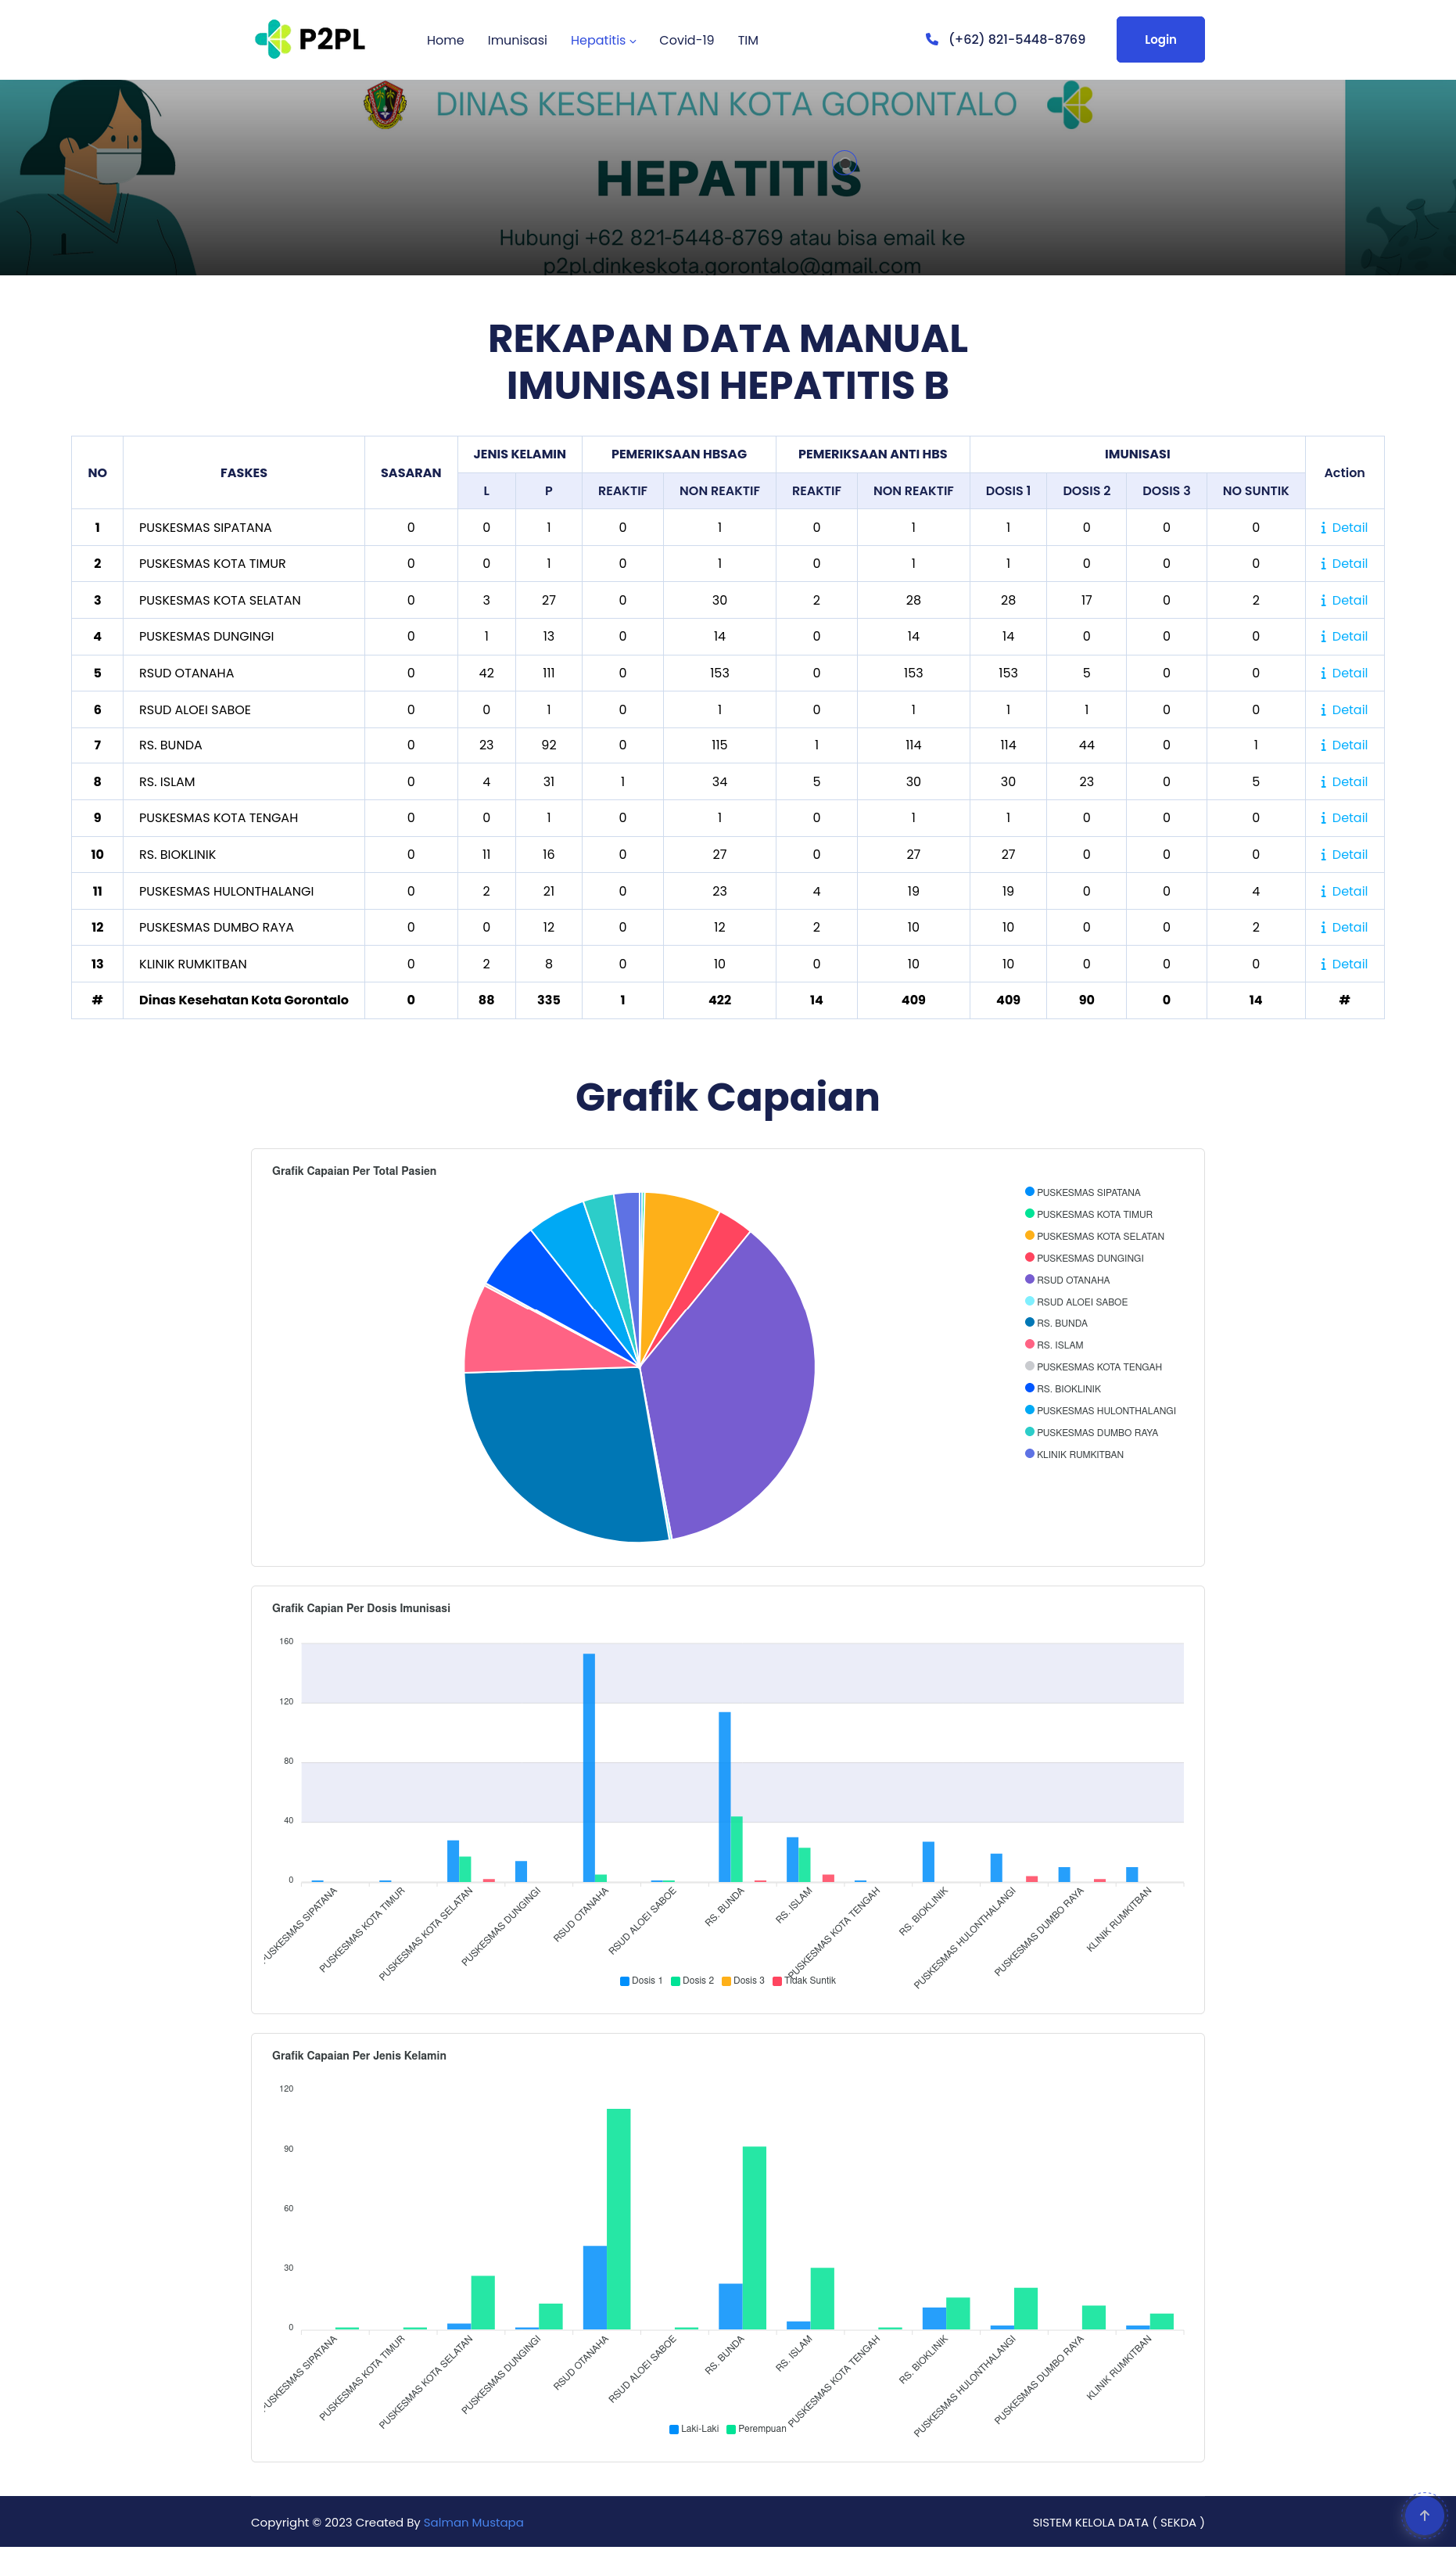 P2PL
Home Imunisasi Hepatitis Covid-19 TIM
(+62) 821-5448-8769
Login
DINAS KESEHATAN KOTA GORONTALO
HEPATITIS
Hubungi +62 821-5448-8769 atau bisa email ke
p2pl.dinkeskota.gorontalo@gmail.com
REKAPAN DATA MANUAL
IMUNISASI HEPATITIS B
NO FASKES SASARAN JENIS KELAMIN PEMERIKSAAN HBSAG PEMERIKSAAN ANTI HBS IMUNISASI Action
L P REAKTIF NON REAKTIF REAKTIF NON REAKTIF DOSIS 1 DOSIS 2 DOSIS 3 NO SUNTIK
1 PUSKESMAS SIPATANA 0 0 1 0 1 0 1 1 0 0 0 Detail
2 PUSKESMAS KOTA TIMUR 0 0 1 0 1 0 1 1 0 0 0 Detail
3 PUSKESMAS KOTA SELATAN 0 3 27 0 30 2 28 28 17 0 2 Detail
4 PUSKESMAS DUNGINGI 0 1 13 0 14 0 14 14 0 0 0 Detail
5 RSUD OTANAHA 0 42 111 0 153 0 153 153 5 0 0 Detail
6 RSUD ALOEI SABOE 0 0 1 0 1 0 1 1 1 0 0 Detail
7 RS. BUNDA 0 23 92 0 115 1 114 114 44 0 1 Detail
8 RS. ISLAM 0 4 31 1 34 5 30 30 23 0 5 Detail
9 PUSKESMAS KOTA TENGAH 0 0 1 0 1 0 1 1 0 0 0 Detail
10 RS. BIOKLINIK 0 11 16 0 27 0 27 27 0 0 0 Detail
11 PUSKESMAS HULONTHALANGI 0 2 21 0 23 4 19 19 0 0 4 Detail
12 PUSKESMAS DUMBO RAYA 0 0 12 0 12 2 10 10 0 0 2 Detail
13 KLINIK RUMKITBAN 0 2 8 0 10 0 10 10 0 0 0 Detail
# Dinas Kesehatan Kota Gorontalo 0 88 335 1 422 14 409 409 90 0 14 #
Grafik Capaian
Grafik Capaian Per Total Pasien
PUSKESMAS SIPATANA
PUSKESMAS KOTA TIMUR
PUSKESMAS KOTA SELATAN
PUSKESMAS DUNGINGI
RSUD OTANAHA
RSUD ALOEI SABOE
RS. BUNDA
RS. ISLAM
PUSKESMAS KOTA TENGAH
RS. BIOKLINIK
PUSKESMAS HULONTHALANGI
PUSKESMAS DUMBO RAYA
KLINIK RUMKITBAN
Grafik Capian Per Dosis Imunisasi
160
120
80
40
0
PUSKESMAS SIPATANA
PUSKESMAS KOTA TIMUR
PUSKESMAS KOTA SELATAN
PUSKESMAS DUNGINGI
RSUD OTANAHA
RSUD ALOEI SABOE
RS. BUNDA
RS. ISLAM
PUSKESMAS KOTA TENGAH
RS. BIOKLINIK
PUSKESMAS HULONTHALANGI
PUSKESMAS DUMBO RAYA
KLINIK RUMKITBAN
Dosis 1 Dosis 2 Dosis 3 Tidak Suntik
Grafik Capaian Per Jenis Kelamin
120
90
60
30
0
PUSKESMAS SIPATANA
PUSKESMAS KOTA TIMUR
PUSKESMAS KOTA SELATAN
PUSKESMAS DUNGINGI
RSUD OTANAHA
RSUD ALOEI SABOE
RS. BUNDA
RS. ISLAM
PUSKESMAS KOTA TENGAH
RS. BIOKLINIK
PUSKESMAS HULONTHALANGI
PUSKESMAS DUMBO RAYA
KLINIK RUMKITBAN
Laki-Laki Perempuan
Copyright © 2023 Created By Salman Mustapa
SISTEM KELOLA DATA ( SEKDA )